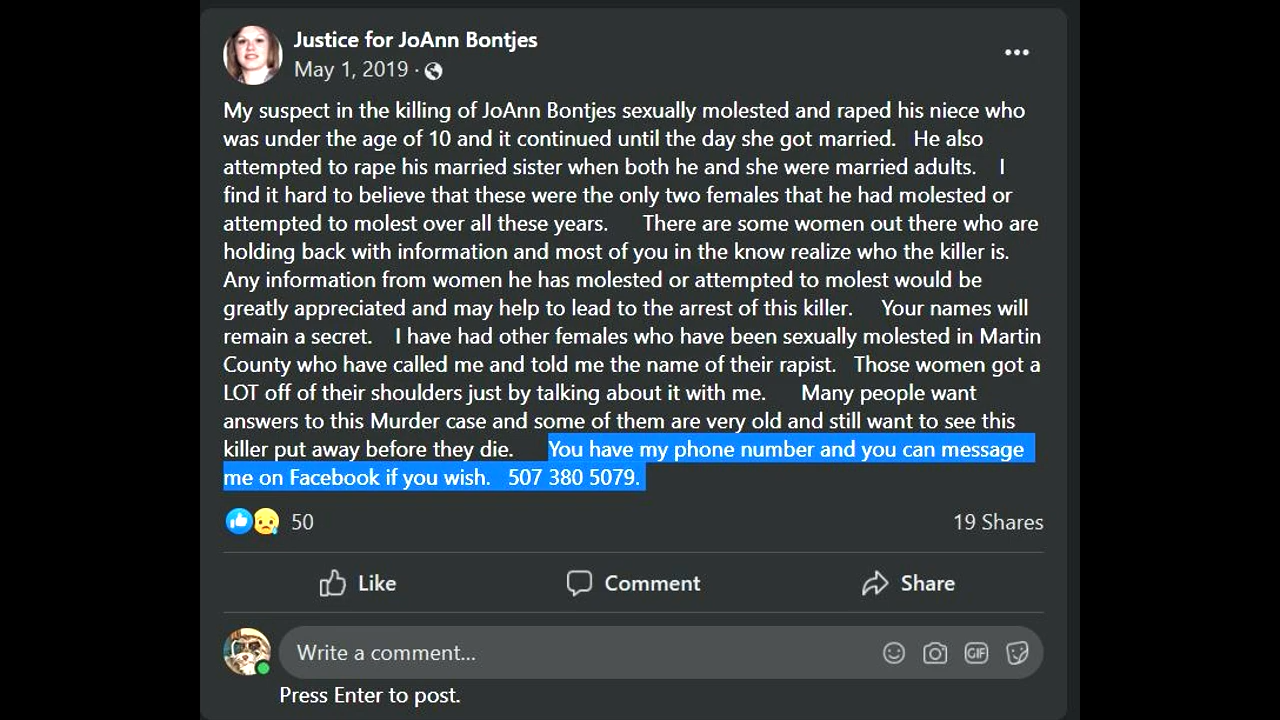 Justice for JoAnn Bontjes
May 1, 2019 ·
My suspect in the killing of JoAnn Bontjes sexually molested and raped his niece who
was under the age of 10 and it continued until the day she got married. He also
attempted to rape his married sister when both he and she were married adults. I
find it hard to believe that these were the only two females that he had molested or
attempted to molest over all these years. There are some women out there who are
holding back with information and most of you in the know realize who the killer is.
Any information from women he has molested or attempted to molest would be
greatly appreciated and may help to lead to the arrest of this killer. Your names will
remain a secret. I have had other females who have been sexually molested in Martin
County who have called me and told me the name of their rapist. Those women got a
LOT off of their shoulders just by talking about it with me. Many people want
answers to this Murder case and some of them are very old and still want to see this
killer put away before they die. You have my phone number and you can message
me on Facebook if you wish. 507 380 5079.
50 19 Shares
Like Comment Share
Write a comment... GIF
Press Enter to post.